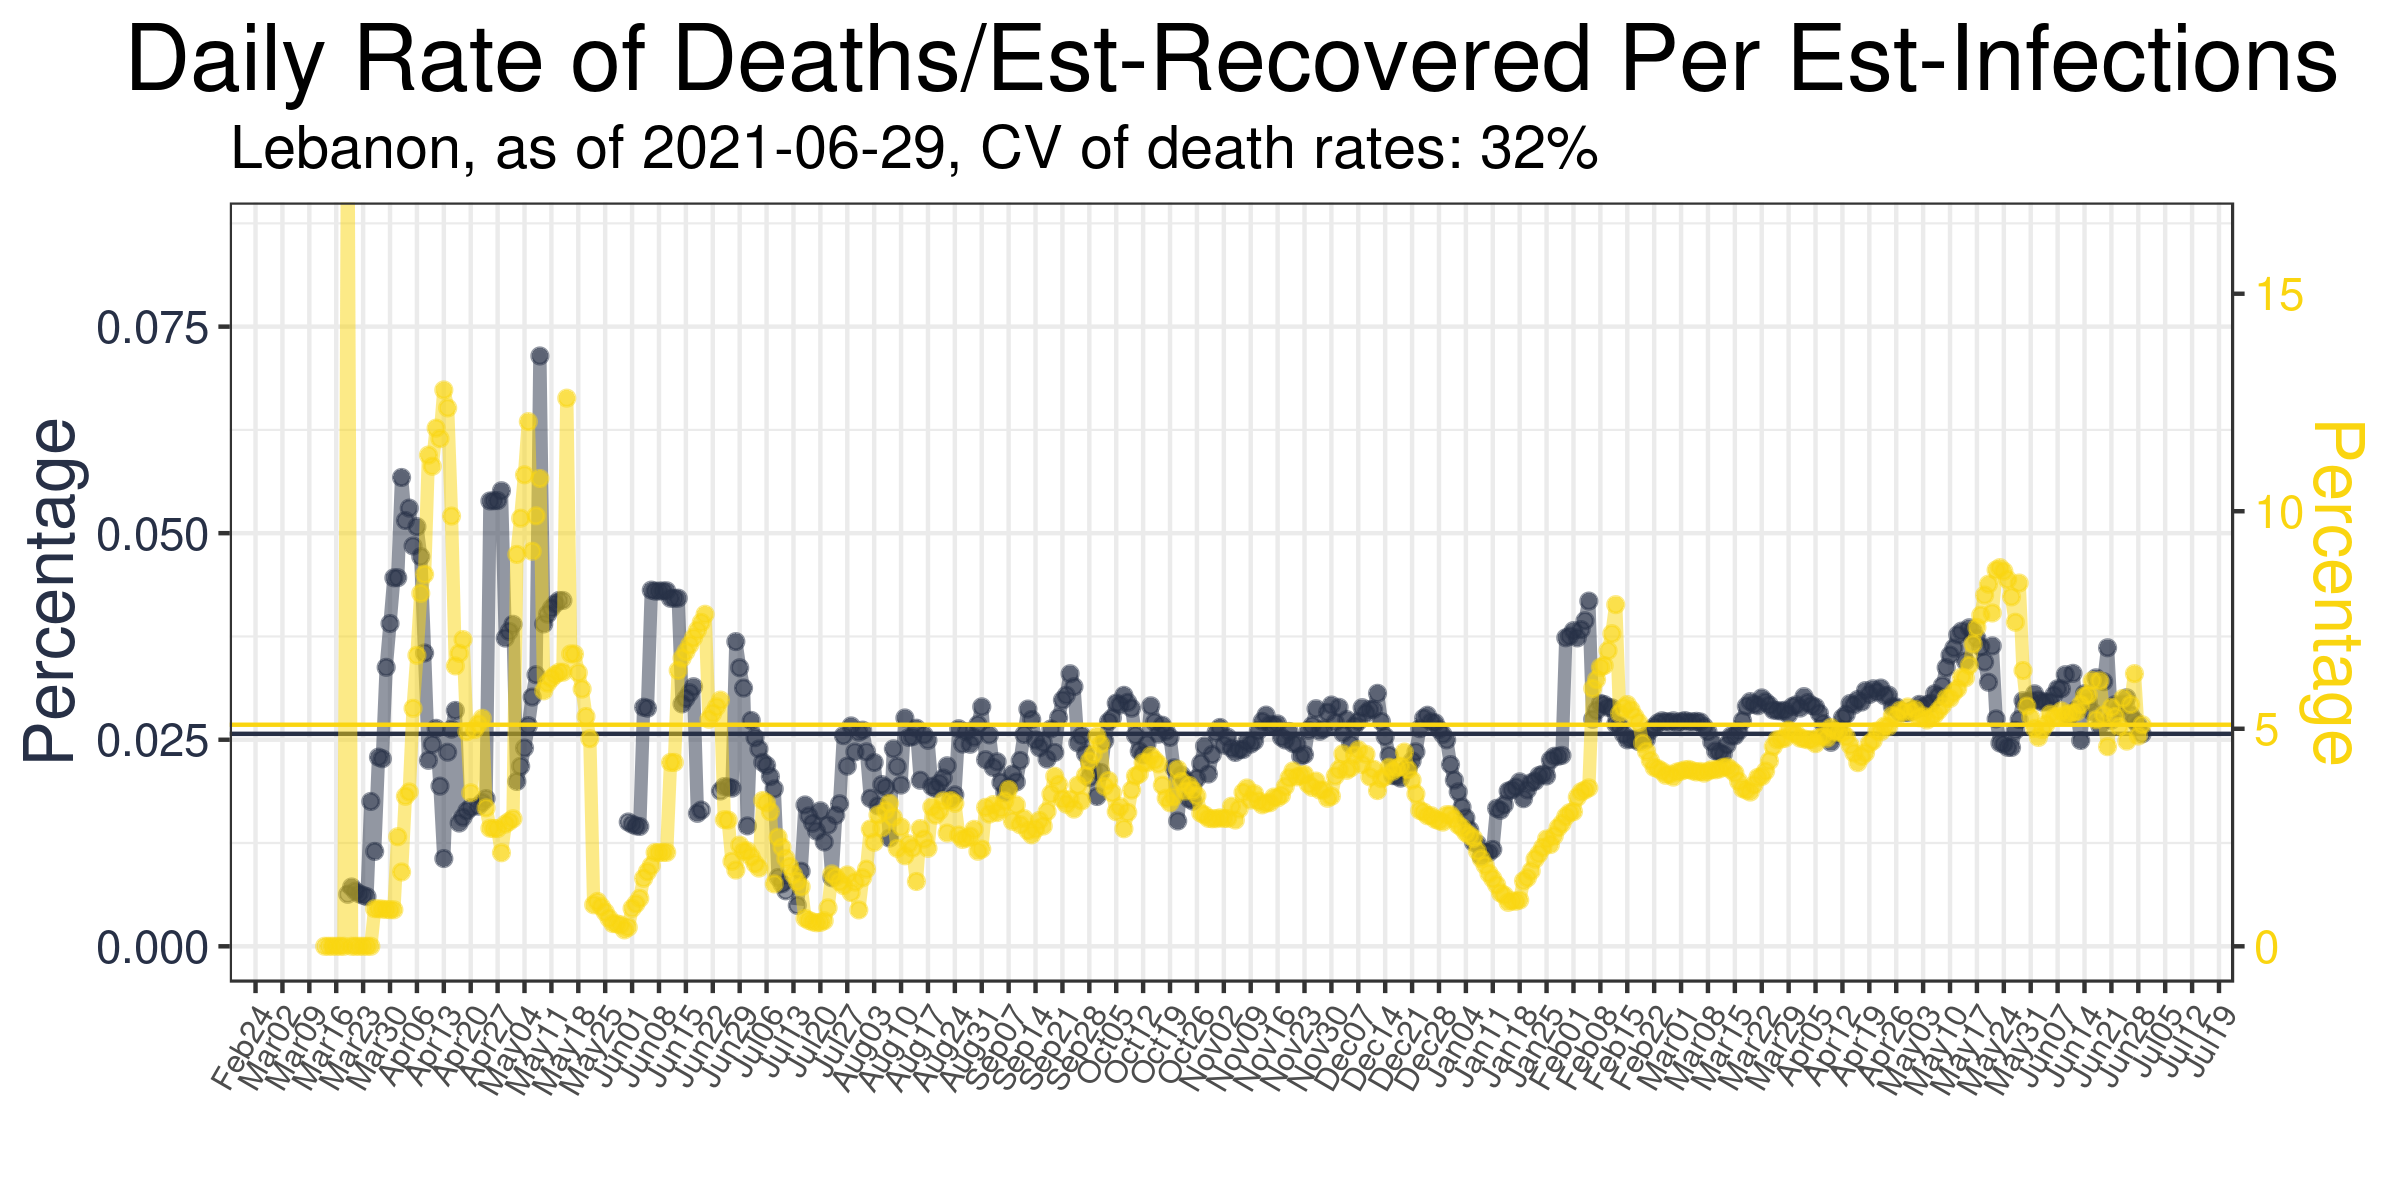 Daily Rate of Deaths/Est-Recovered Per Est-Infections
Lebanon, as of 2021-06-29, CV of death rates: 32%
Percentage
0.075
0.050
0.025
0.000
15
10
5
0
Percentage
Feb24
Mar02
Mar09
Mar16
Mar23
Mar30
Apr06
Apr13
Apr20
Apr27
May04
May11
May18
May25
Jun01
Jun08
Jun15
Jun22
Jun29
Jul06
Jul13
Jul20
Jul27
Aug03
Aug10
Aug17
Aug24
Aug31
Sep07
Sep14
Sep21
Sep28
Oct05
Oct12
Oct19
Oct26
Nov02
Nov09
Nov16
Nov23
Nov30
Dec07
Dec14
Dec21
Dec28
Jan04
Jan11
Jan18
Jan25
Feb01
Feb08
Feb15
Feb22
Mar01
Mar08
Mar15
Mar22
Mar29
Apr05
Apr12
Apr19
Apr26
May03
May10
May17
May24
May31
Jun07
Jun14
Jun21
Jun28
Jul05
Jul12
Jul19